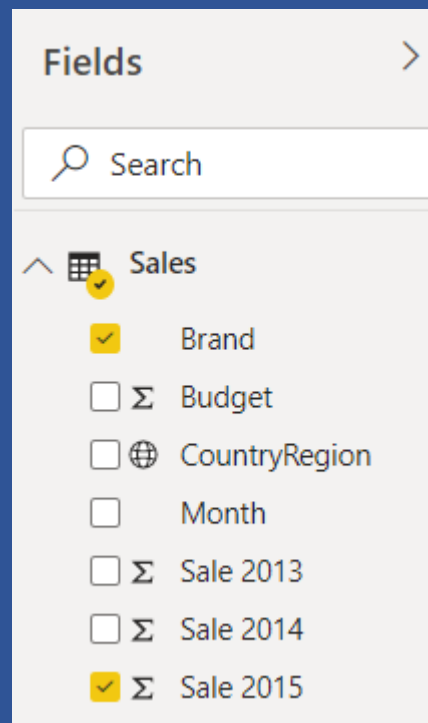 Fields
Search
Sales
Brand
Σ Budget
CountryRegion
Month
Σ Sale 2013
Σ Sale 2014
Σ Sale 2015